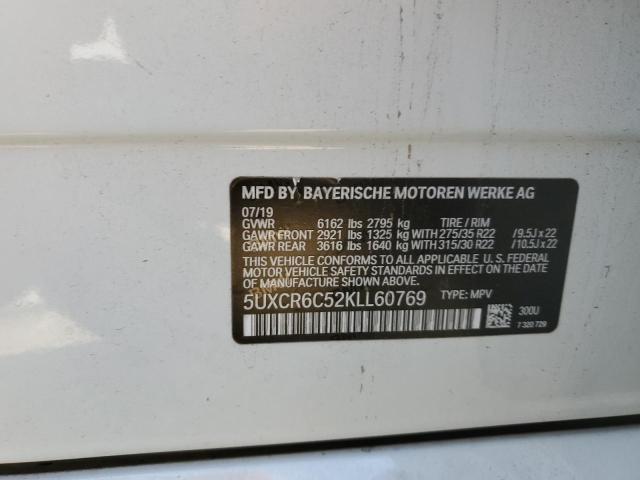 MFD BY BAYERISCHE MOTOREN WERKE AG
07/19
GVWR 6162 lbs 2795 kg TIRE / RIM
GAWR FRONT 2921 lbs 1325 kg WITH 275/35 R22 /9.5J x 22
GAWR REAR 3616 lbs 1640 kg WITH 315/30 R22 /10.5J x 22
THIS VEHICLE CONFORMS TO ALL APPLICABLE U. S. FEDERAL
MOTOR VEHICLE SAFETY STANDARDS IN EFFECT ON THE DATE
OF MANUFACTURE SHOWN ABOVE.
5UXCR6C52KLL60769 TYPE: MPV
300U
7 320 729